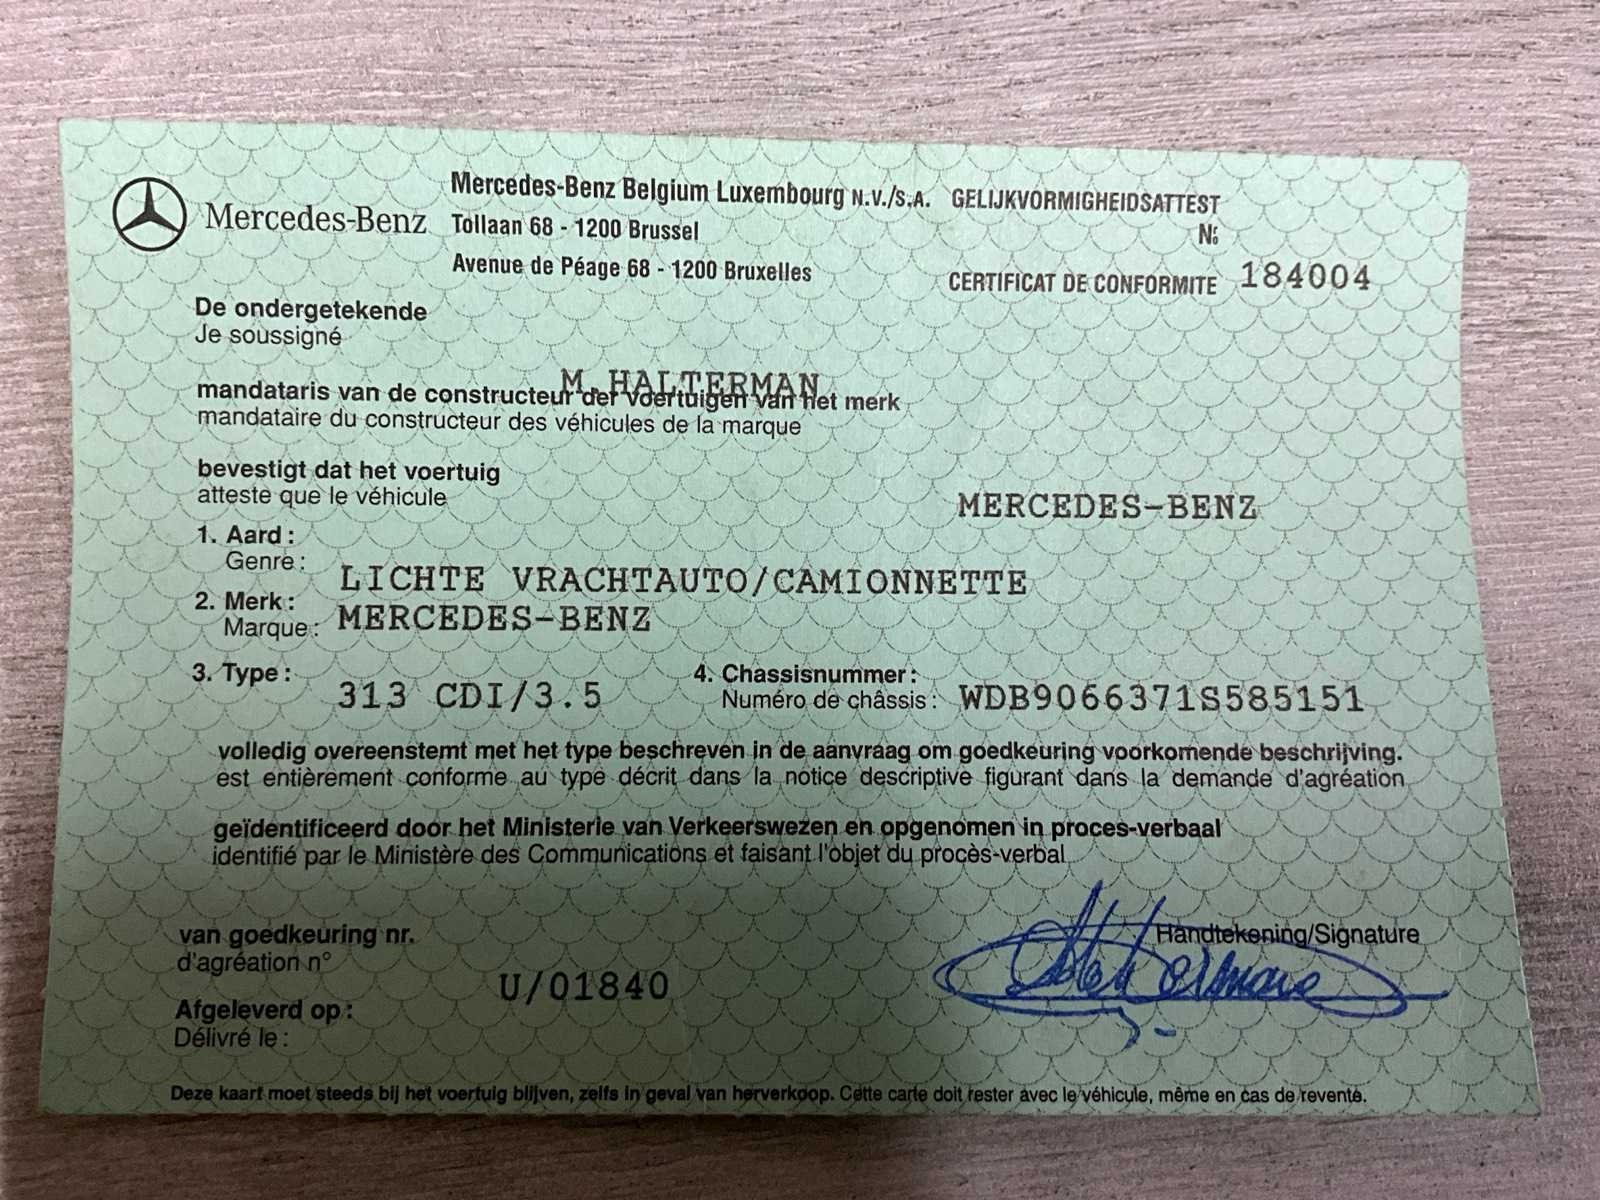 Mercedes-Benz
Mercedes-Benz Belgium Luxembourg N.V./S.A.
Tollaan 68 - 1200 Brussel
Avenue de Péage 68 - 1200 Bruxelles
GELIJKVORMIGHEIDSATTEST
No
CERTIFICAT DE CONFORMITE 184004
De ondergetekende
Je soussigné
M.HALTERMAN
mandataris van de constructeur der voertuigen van het merk
mandataire du constructeur des véhicules de la marque
bevestigt dat het voertuig
atteste que le véhicule
MERCEDES-BENZ
1. Aard :
Genre :
LICHTE VRACHTAUTO/CAMIONNETTE
2. Merk :
Marque : MERCEDES-BENZ
3. Type :
313 CDI/3.5
4. Chassisnummer :
Numéro de châssis : WDB9066371S585151
volledig overeenstemt met het type beschreven in de aanvraag om goedkeuring voorkomende beschrijving.
est entièrement conforme au type décrit dans la notice descriptive figurant dans la demande d'agréation
geïdentificeerd door het Ministerie van Verkeerswezen en opgenomen in proces-verbaal
identifié par le Ministère des Communications et faisant l'objet du procès-verbal
van goedkeuring nr.
d'agréation n°
U/01840
Handtekening/Signature
Afgeleverd op :
Délivré le :
Deze kaart moet steeds bij het voertuig blijven, zelfs in geval van herverkoop. Cette carte doit rester avec le véhicule, même en cas de revente.